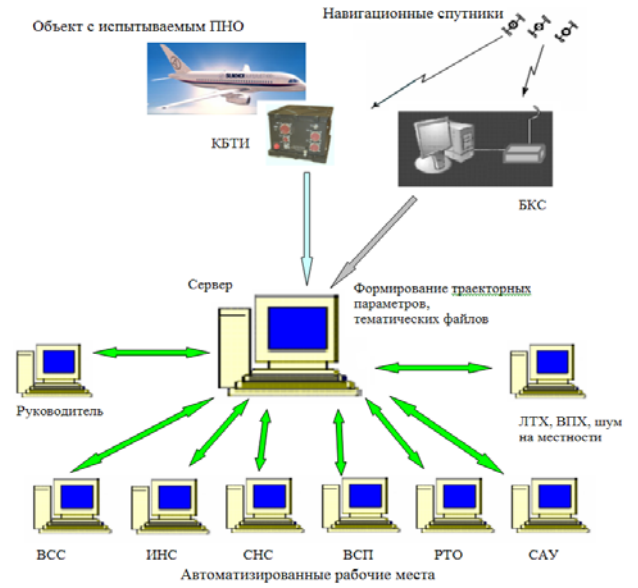 Объект с испытываемым ПНО
Навигационные спутники
КБТИ
БКС
Сервер
Формирование траекторных
параметров,
тематических файлов
Руководитель
ЛТХ, ВПХ, шум
на местности
ВСС
ИНС
СНС
ВСП
РТО
САУ
Автоматизированные рабочие места